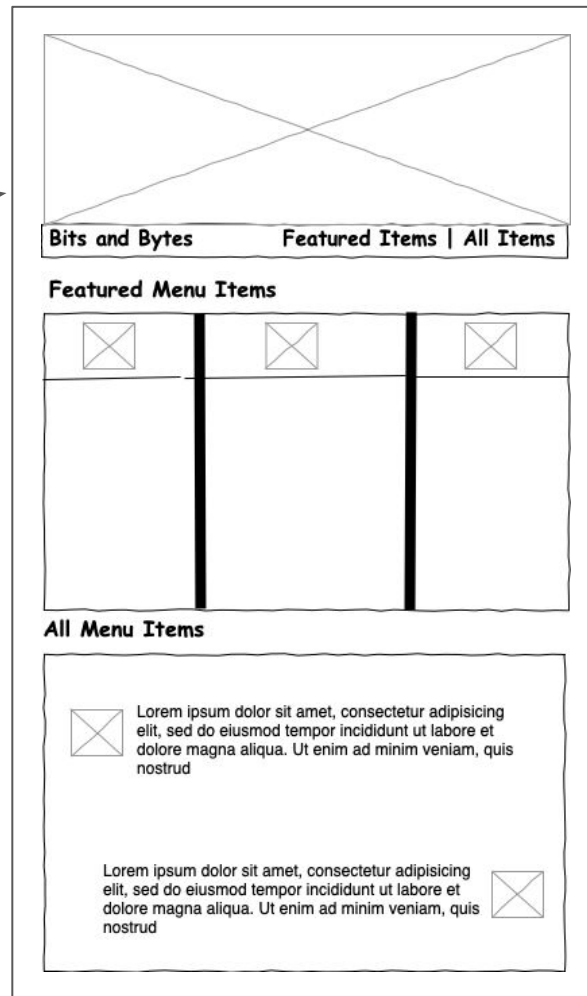 Bits and Bytes Featured Items | All Items
Featured Menu Items
All Menu Items
Lorem ipsum dolor sit amet, consectetur adipisicing
elit, sed do eiusmod tempor incididunt ut labore et
dolore magna aliqua. Ut enim ad minim veniam, quis
nostrud
Lorem ipsum dolor sit amet, consectetur adipisicing
elit, sed do eiusmod tempor incididunt ut labore et
dolore magna aliqua. Ut enim ad minim veniam, quis
nostrud